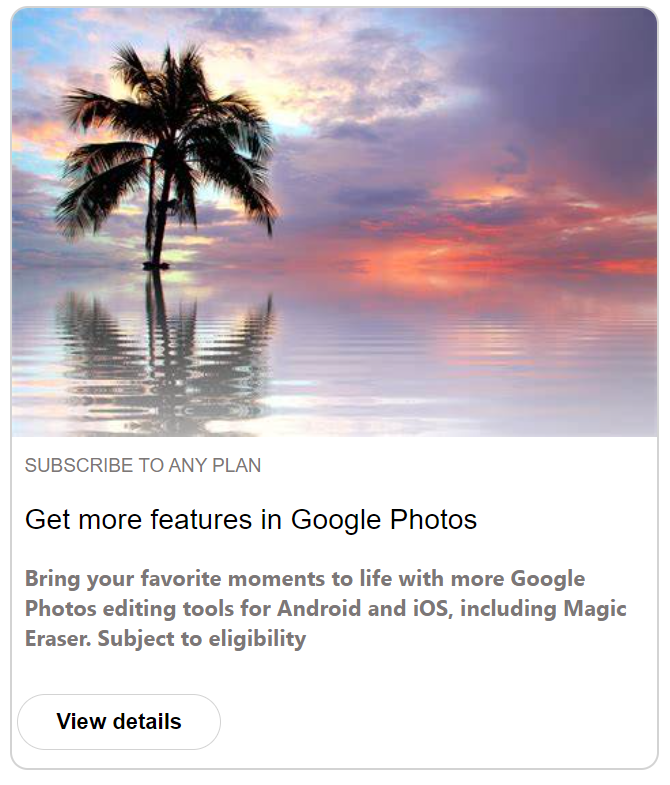 SUBSCRIBE TO ANY PLAN
Get more features in Google Photos
Bring your favorite moments to life with more Google
Photos editing tools for Android and iOS, including Magic
Eraser. Subject to eligibility
View details